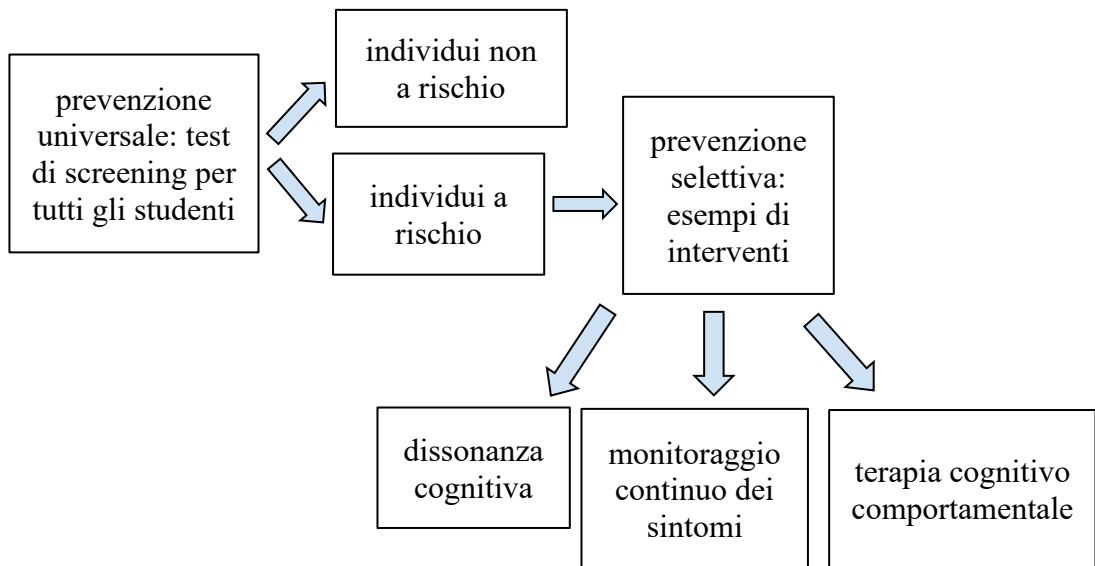 prevenzione
universale: test
di screening per
tutti gli studenti
individui non
a rischio
individui a
rischio
prevenzione
selettiva:
esempi di
interventi
dissonanza
cognitiva
monitoraggio
continuo dei
sintomi
terapia cognitivo
comportamentale